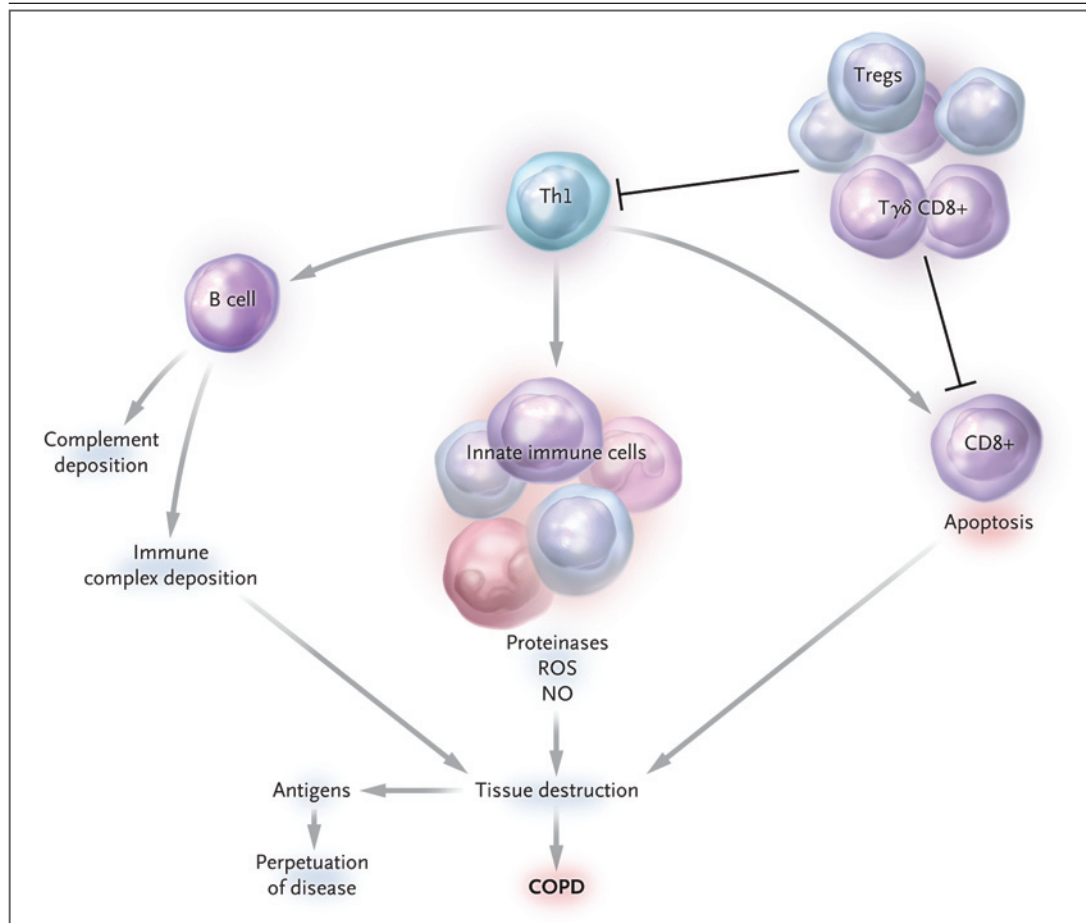 Tregs
Tγδ CD8+
Th1
B cell
Complement
deposition
Immune
complex deposition
Innate immune cells
CD8+
Apoptosis
Proteinases
ROS
NO
Antigens
Tissue destruction
Perpetuation
of disease
COPD